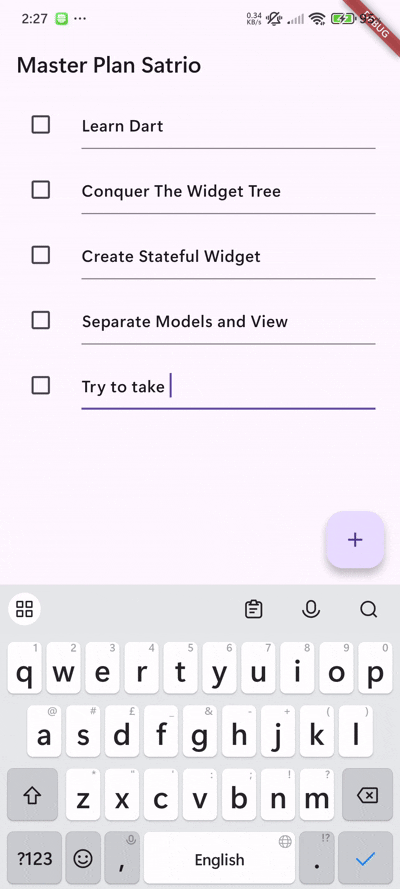 2:27 ... 0.34 KB/s
DEBUG
Master Plan Satrio
Learn Dart
Conquer The Widget Tree
Create Stateful Widget
Separate Models and View
Try to take
+
1 2 3 4 5 6 7 8 9 0
q w e r t y u i o p
@ # £ _ & - + ( )
a s d f g h j k l
* " ' : ; ! ?
z x c v b n m
!?
?123 , English .